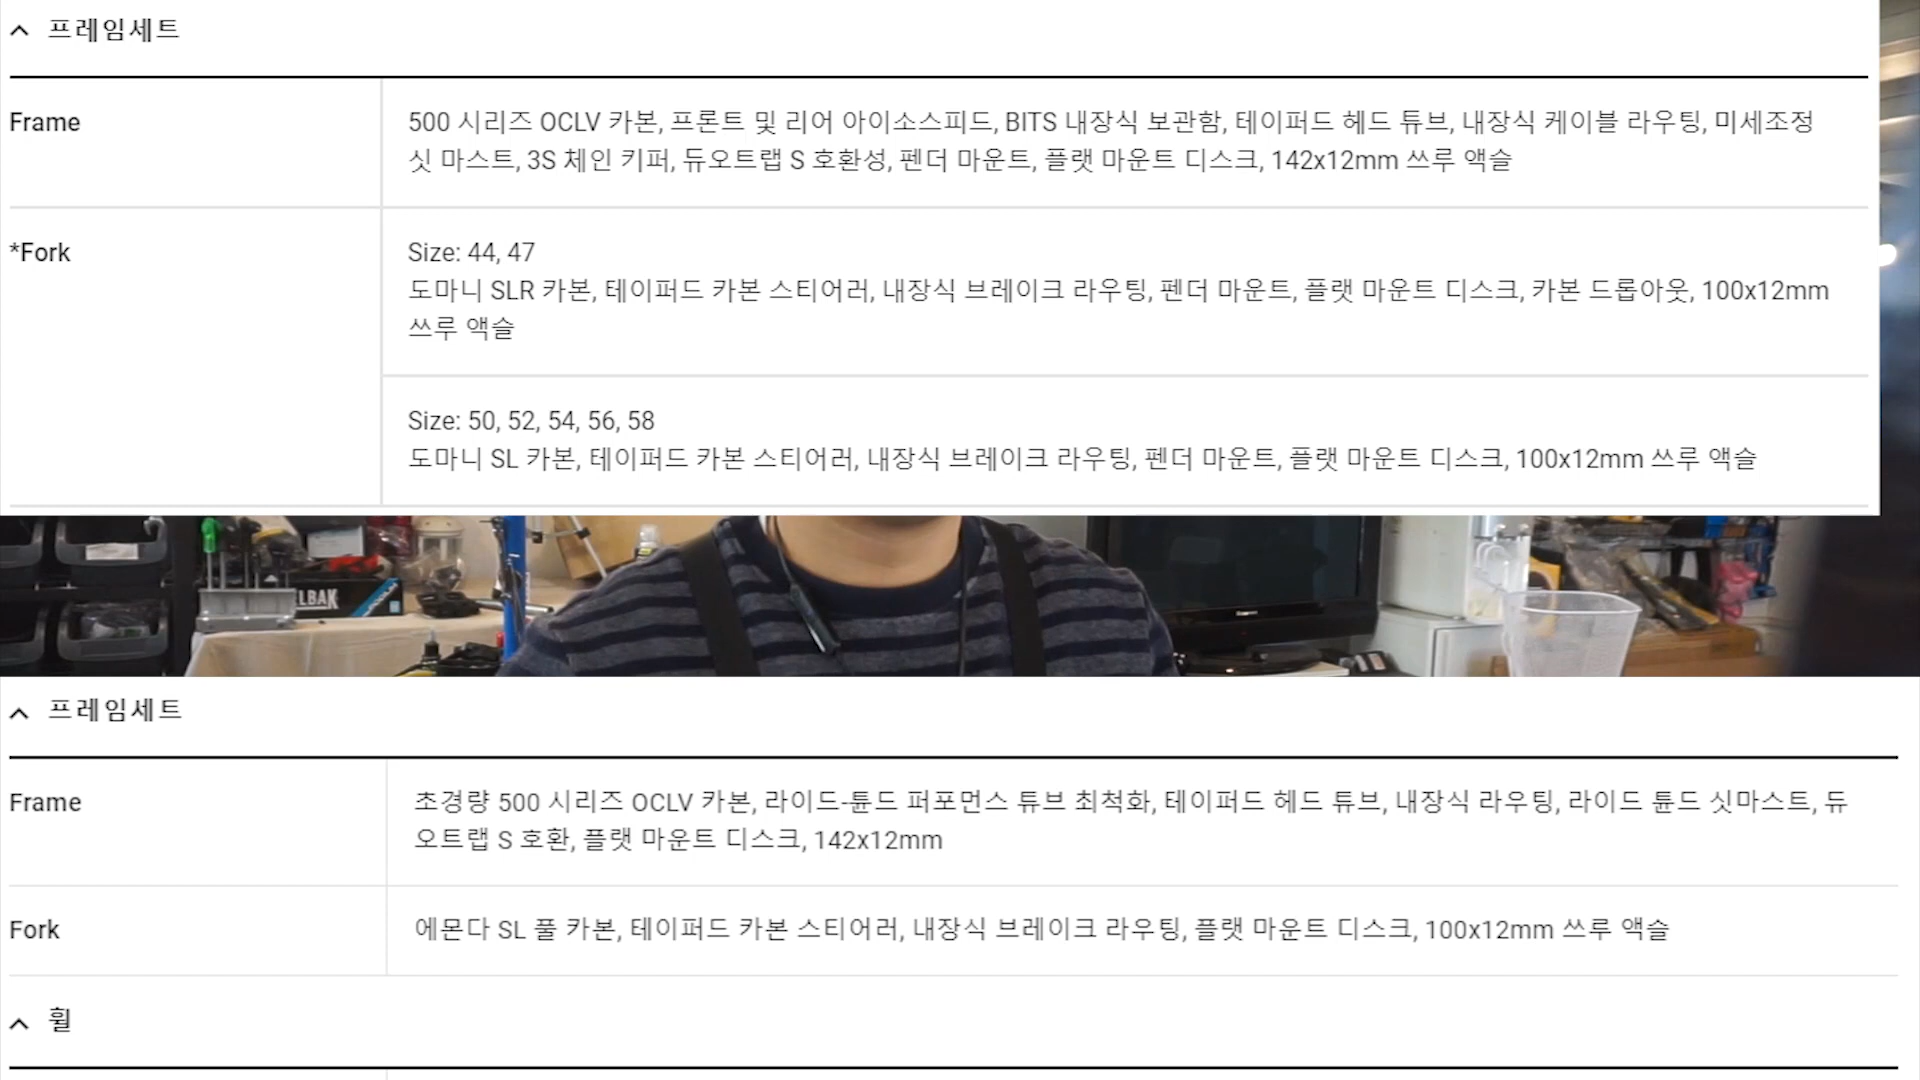 프레임세트
Frame
500 시리즈 OCLV 카본, 프론트 및 리어 아이소스피드, BITS 내장식 보관함, 테이퍼드 헤드 튜브, 내장식 케이블 라우팅, 미세조정
싯 마스트, 3S 체인 키퍼, 듀오트랩 S 호환성, 펜더 마운트, 플랫 마운트 디스크, 142x12mm 쓰루 액슬
*Fork
Size: 44, 47
도마니 SLR 카본, 테이퍼드 카본 스티어러, 내장식 브레이크 라우팅, 펜더 마운트, 플랫 마운트 디스크, 카본 드롭아웃, 100x12mm
쓰루 액슬
Size: 50, 52, 54, 56, 58
도마니 SL 카본, 테이퍼드 카본 스티어러, 내장식 브레이크 라우팅, 펜더 마운트, 플랫 마운트 디스크, 100x12mm 쓰루 액슬
ELBAK
프레임세트
Frame
초경량 500 시리즈 OCLV 카본, 라이드-튠드 퍼포먼스 튜브 최척화, 테이퍼드 헤드 튜브, 내장식 라우팅, 라이드 튠드 싯마스트, 듀
오트랩 S 호환, 플랫 마운트 디스크, 142x12mm
Fork
에몬다 SL 풀 카본, 테이퍼드 카본 스티어러, 내장식 브레이크 라우팅, 플랫 마운트 디스크, 100x12mm 쓰루 액슬
휠